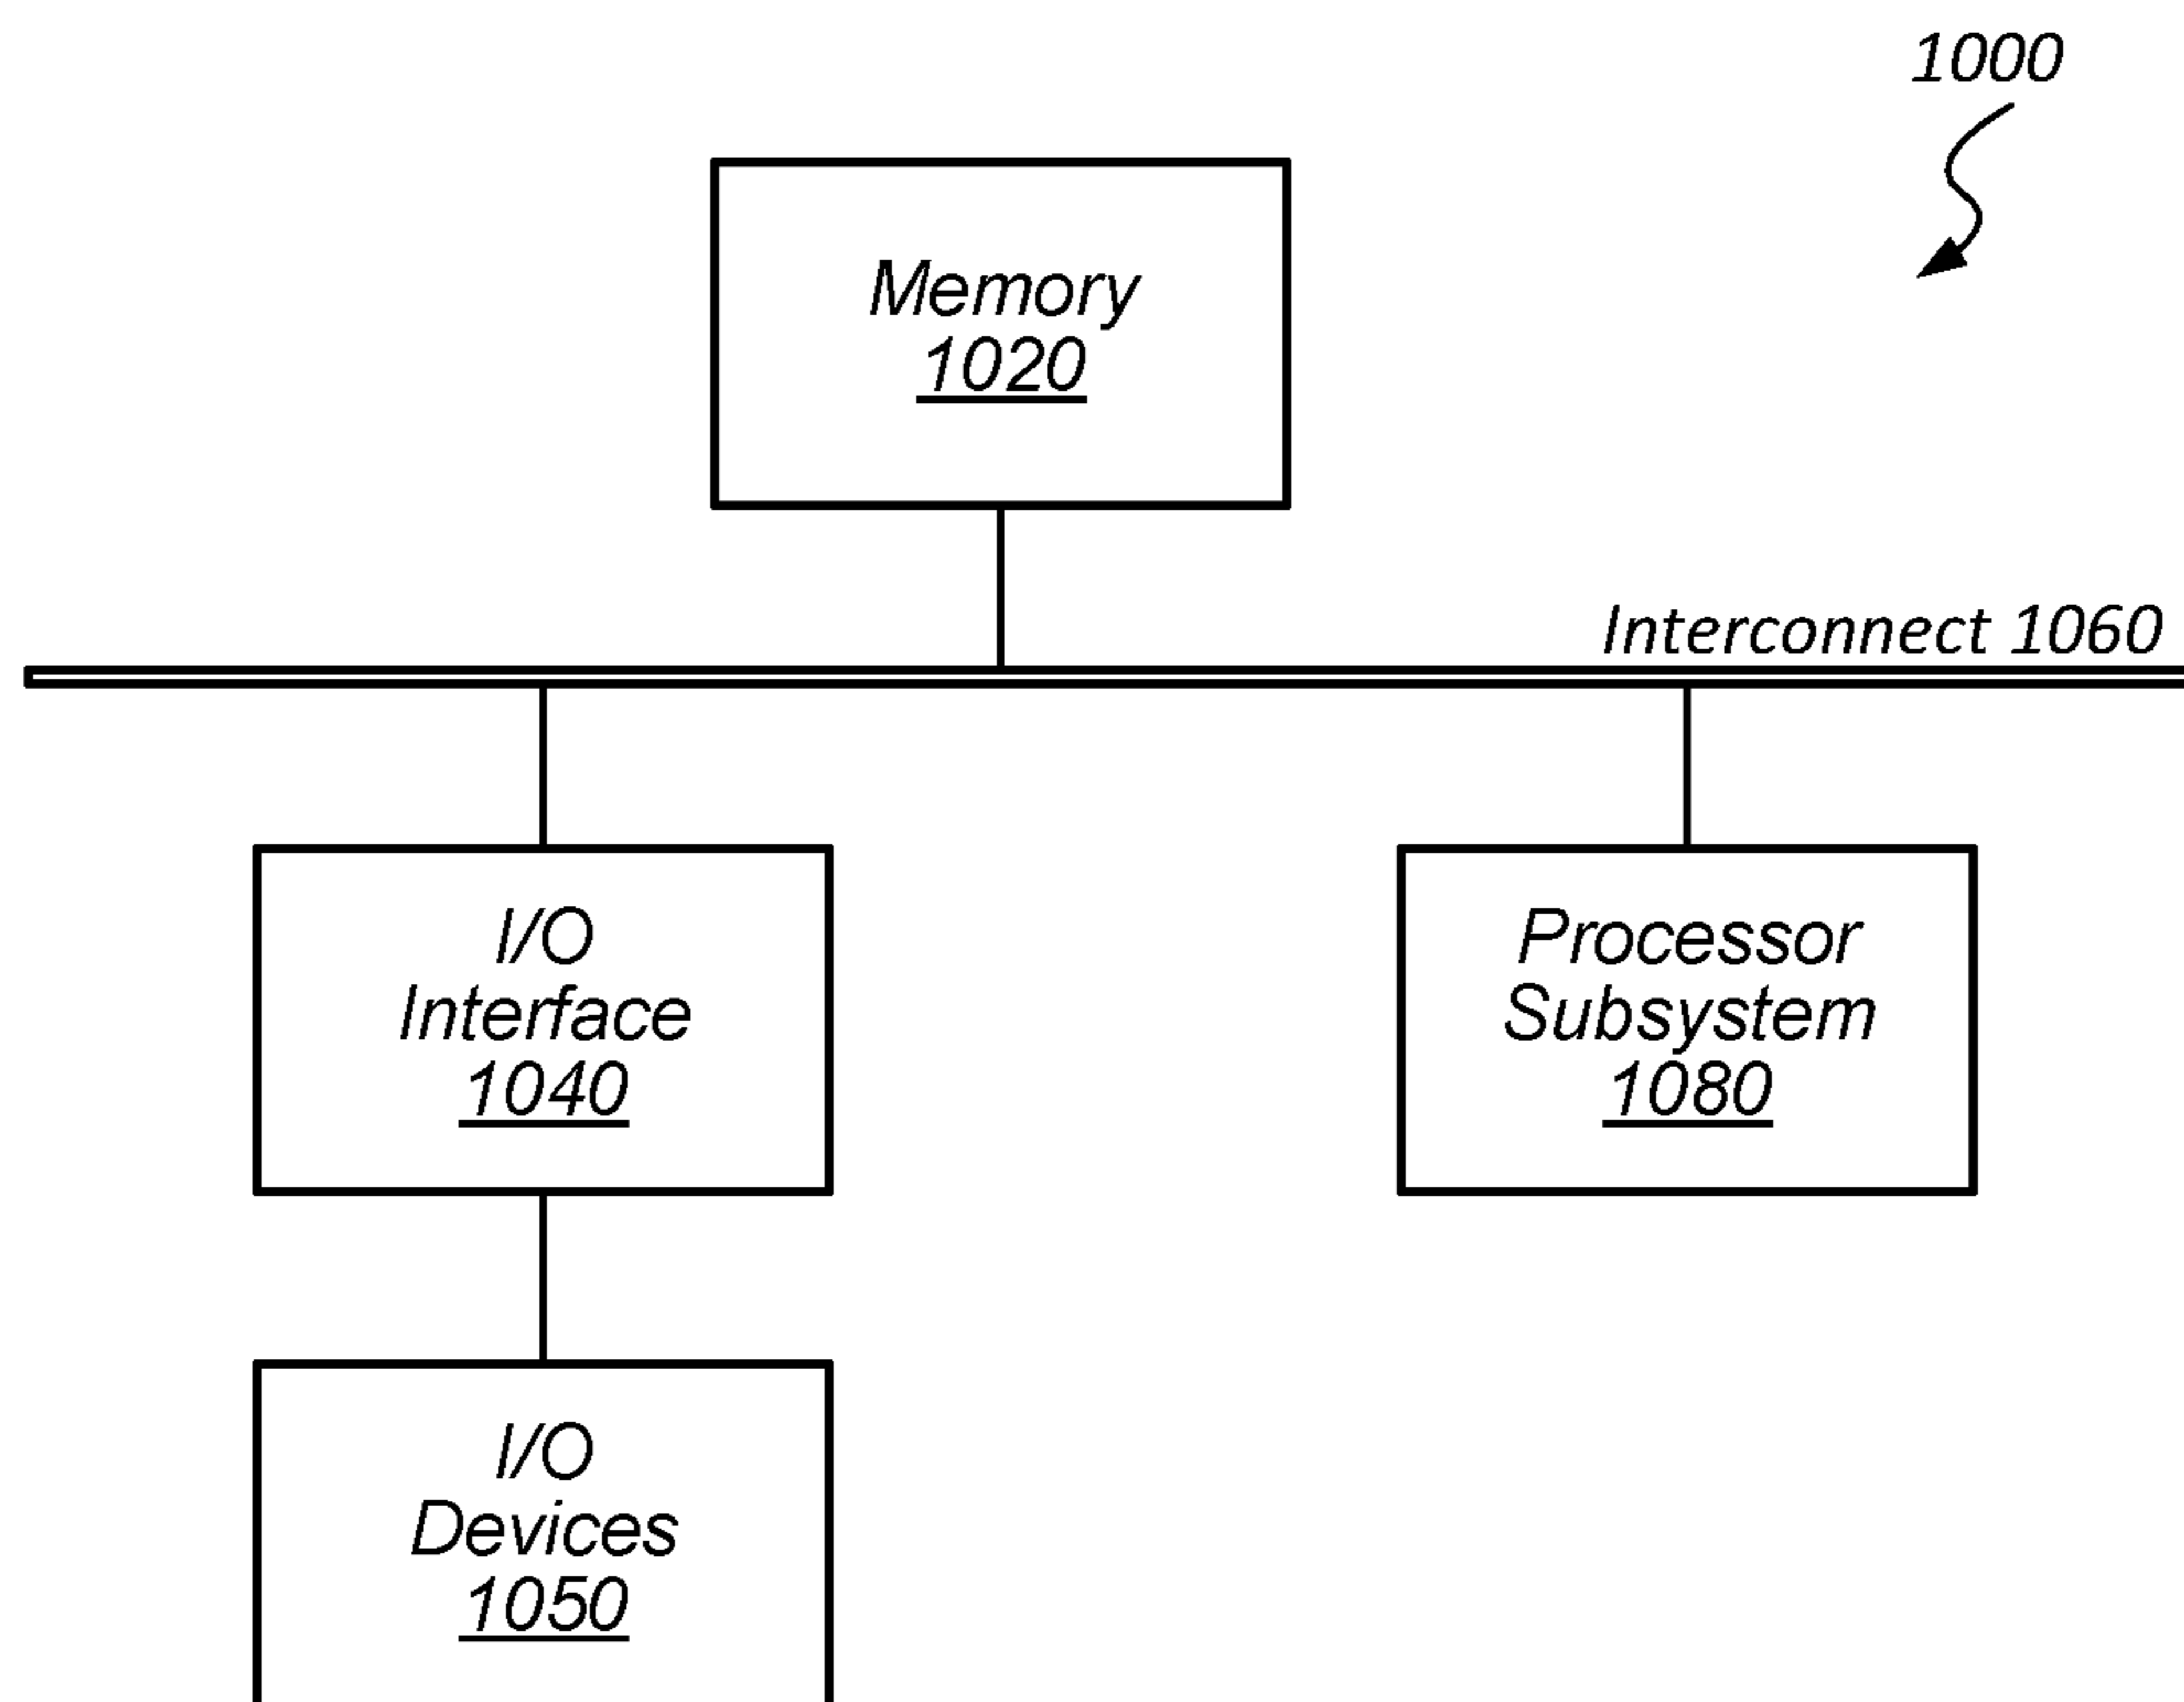 1000
Memory
1020
Interconnect 1060
I/O
Interface
1040
Processor
Subsystem
1080
I/O
Devices
1050